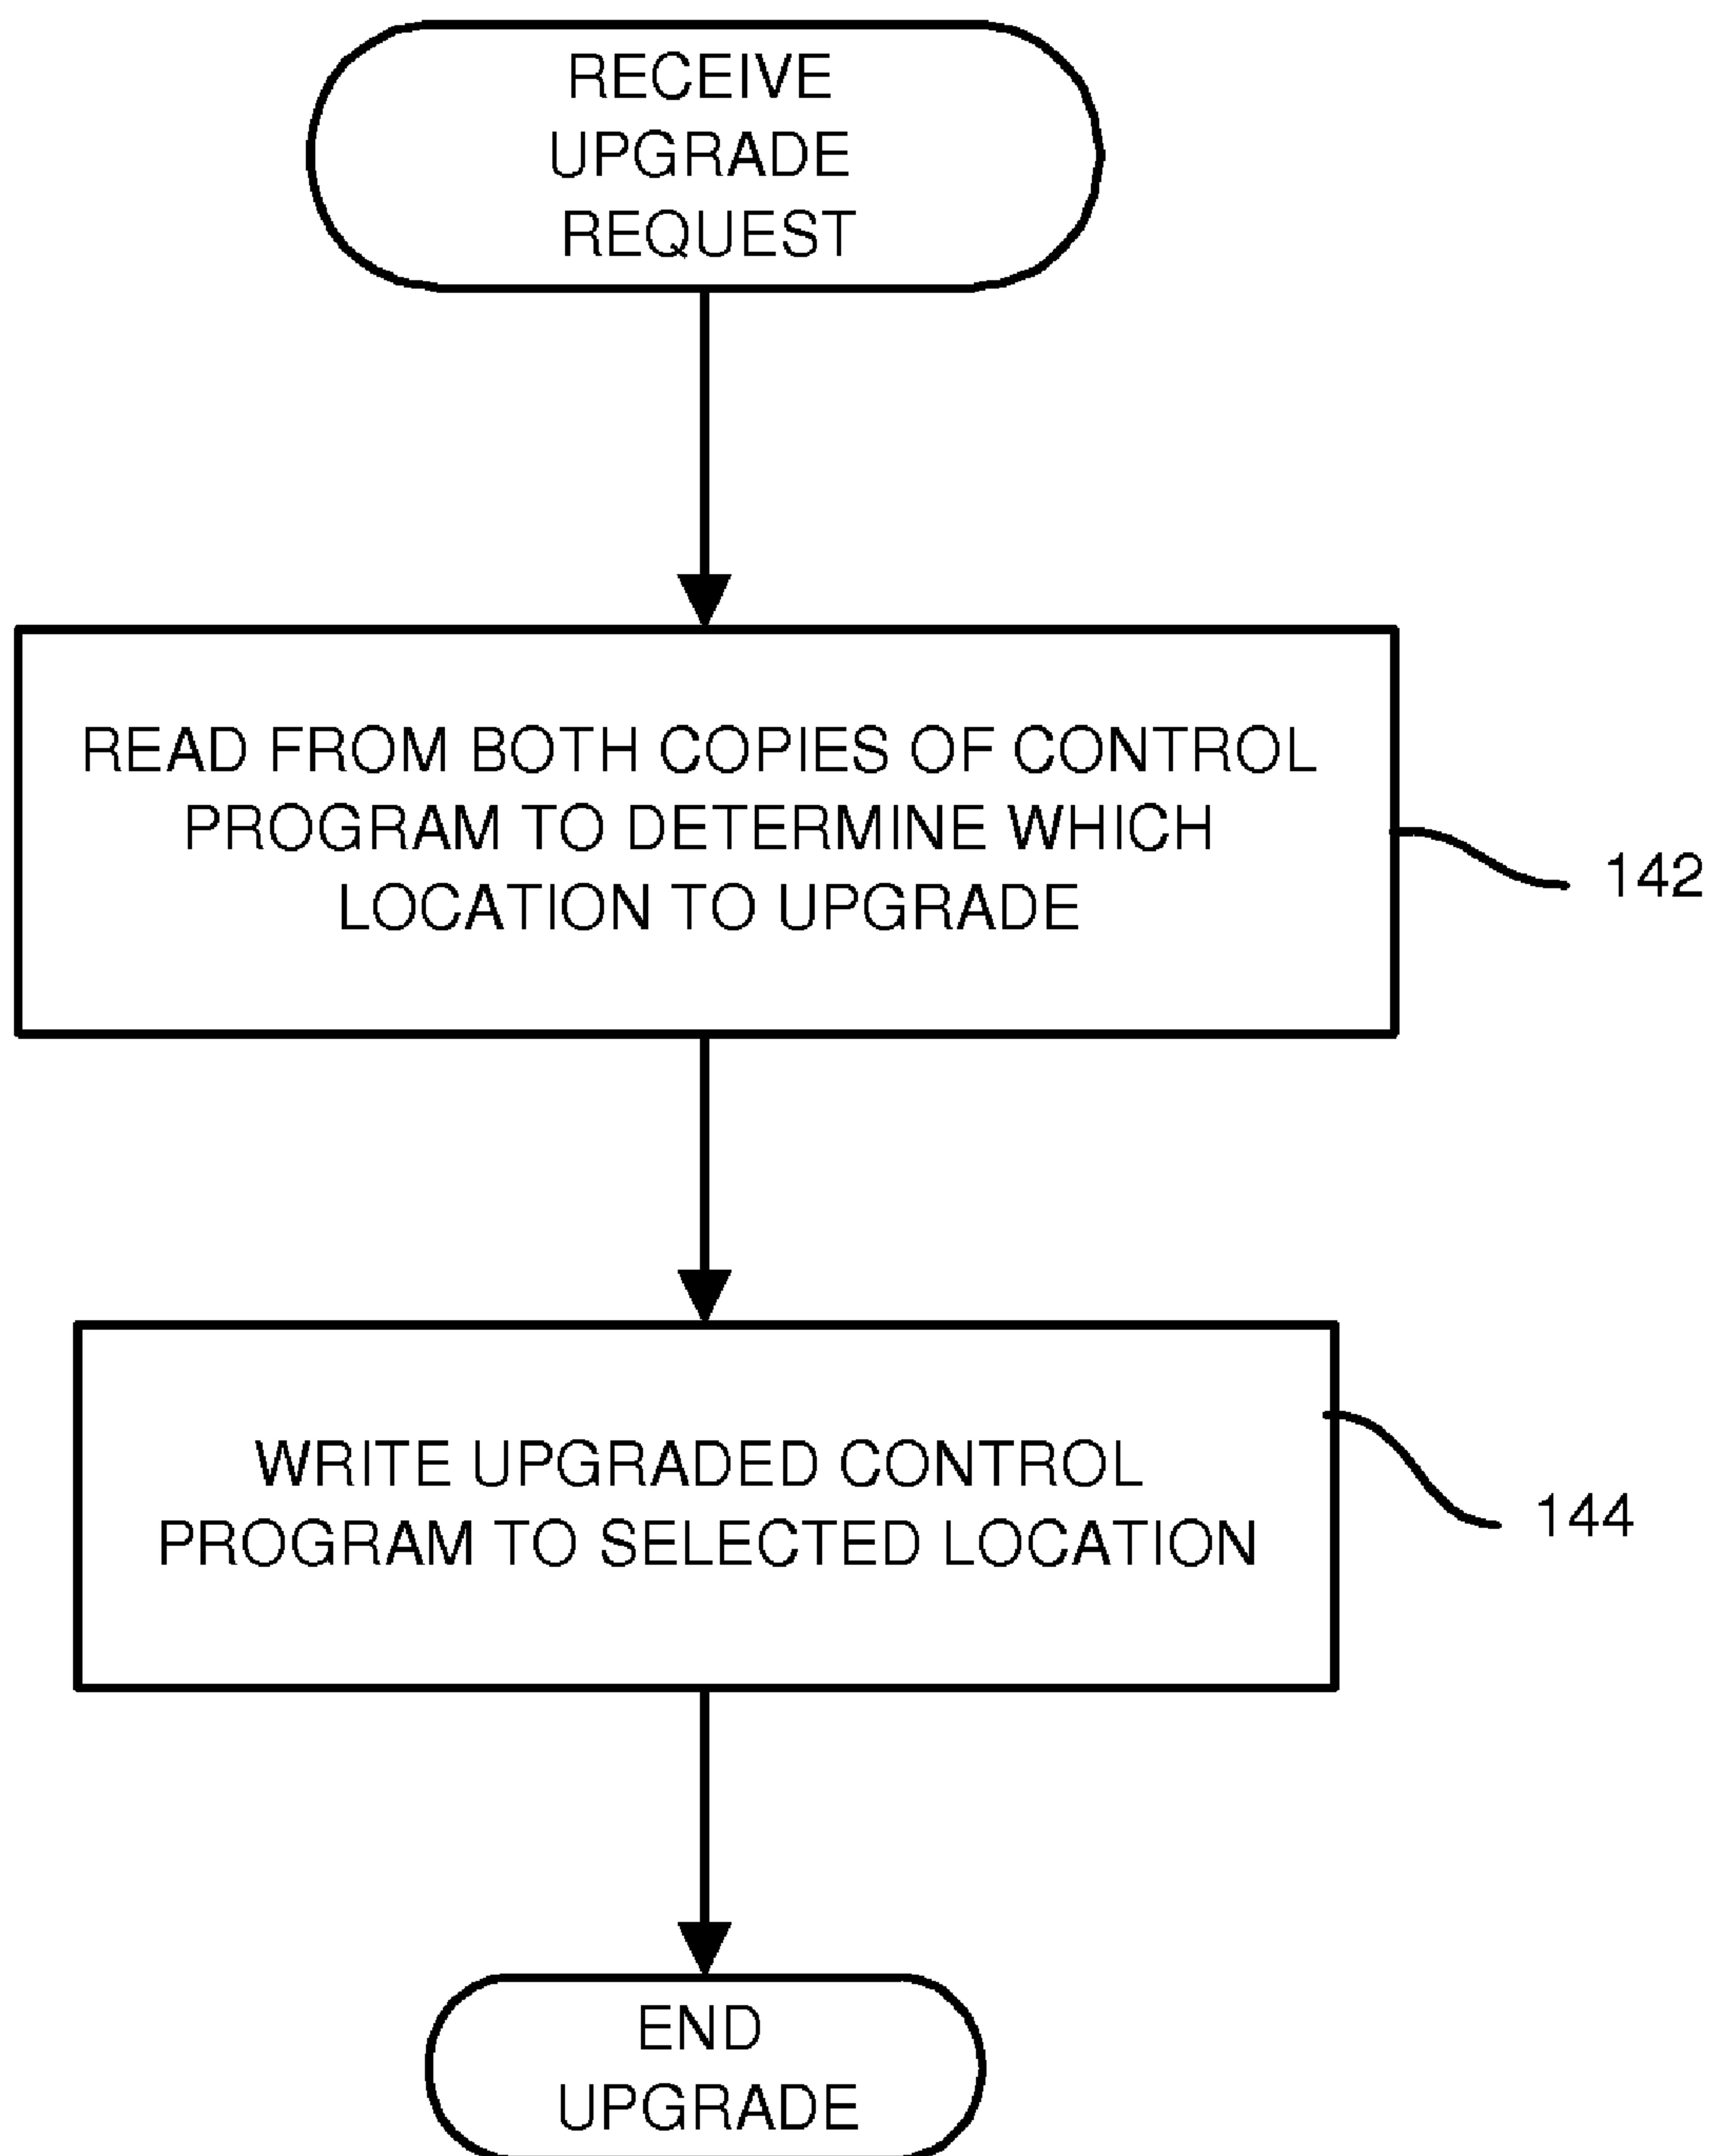 RECEIVE
UPGRADE
REQUEST
READ FROM BOTH COPIES OF CONTROL
PROGRAM TO DETERMINE WHICH
LOCATION TO UPGRADE
142
WRITE UPGRADED CONTROL
PROGRAM TO SELECTED LOCATION
144
END
UPGRADE